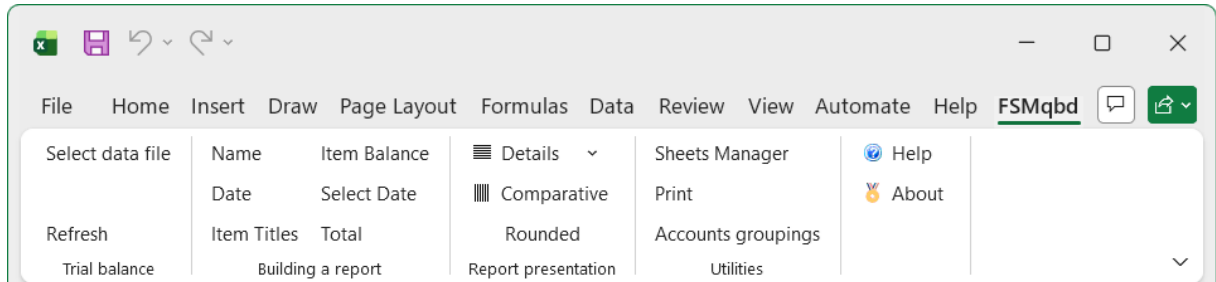 File Home Insert Draw Page Layout Formulas Data Review View Automate Help FSMqbd
Select data file Name Item Balance Details Sheets Manager Help
Date Select Date Comparative Print About
Refresh Item Titles Total Rounded Accounts groupings
Trial balance Building a report Report presentation Utilities